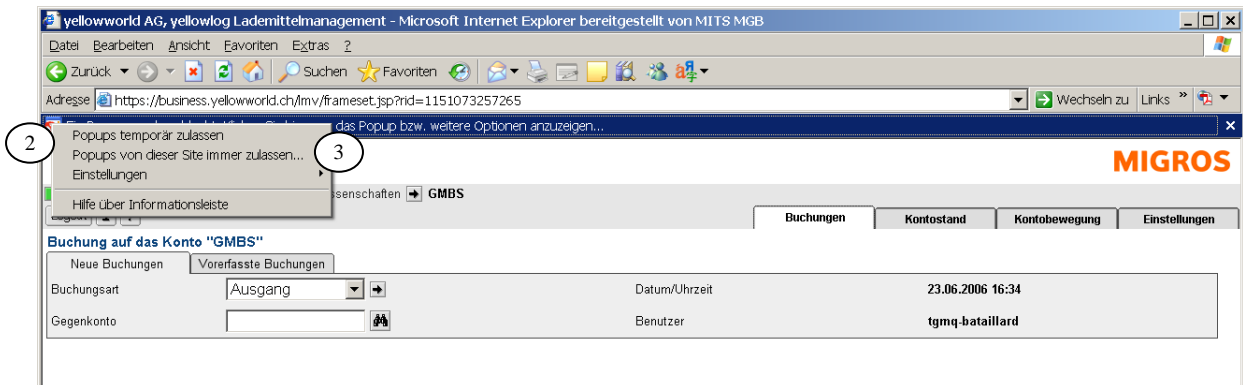 yellowworld AG, yellowlog Lademittelmanagement - Microsoft Internet Explorer bereitgestellt von MITS MGB
Datei Bearbeiten Ansicht Favoriten Extras ?
Zurück Suchen Favoriten
Adresse https://business.yellowworld.ch/lmv/frameset.jsp?rid=1151073257265 Wechseln zu Links »
das Popup bzw. weitere Optionen anzuzeigen...
2 Popups temporär zulassen
Popups von dieser Site immer zulassen... 3
MIGROS
Einstellungen
ssenschaften GMBS
Hilfe über Informationsleiste
Buchungen Kontostand Kontobewegung Einstellungen
Buchung auf das Konto "GMBS"
Neue Buchungen Vorerfasste Buchungen
Buchungsart Ausgang Datum/Uhrzeit 23.06.2006 16:34
Gegenkonto Benutzer tgmq-bataillard